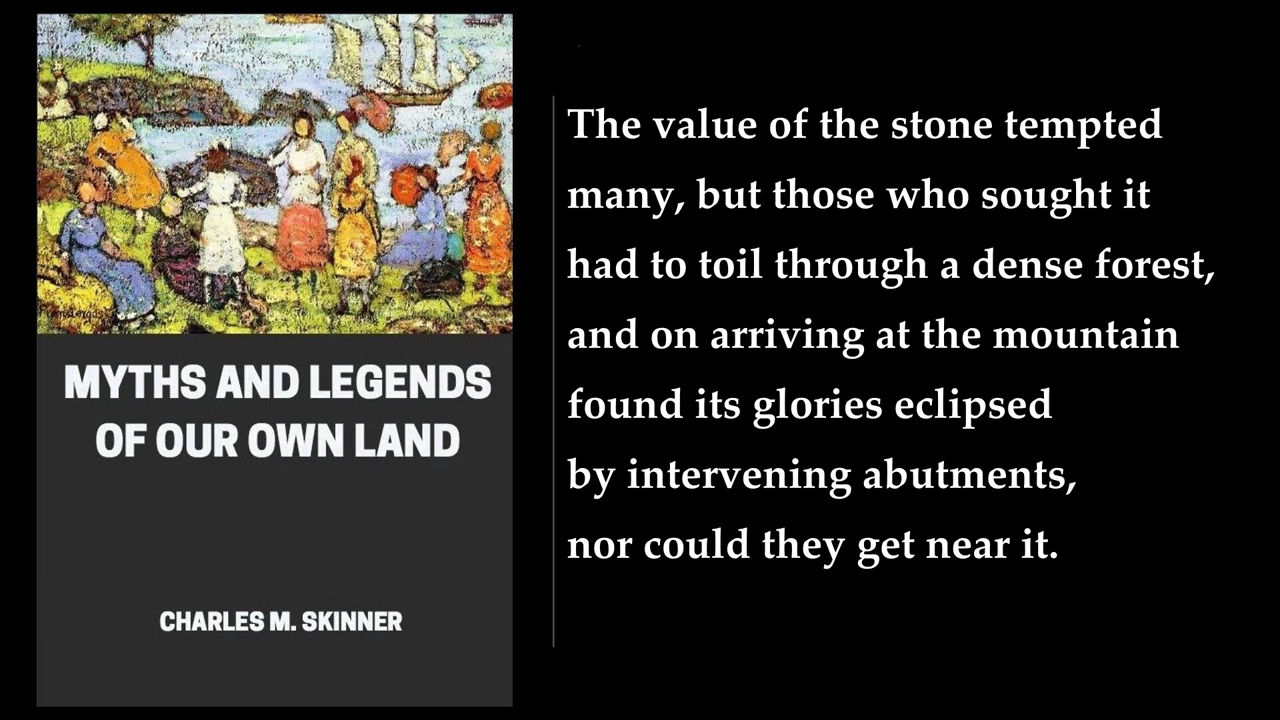 MYTHS AND LEGENDS
OF OUR OWN LAND
CHARLES M. SKINNER
The value of the stone tempted
many, but those who sought it
had to toil through a dense forest,
and on arriving at the mountain
found its glories eclipsed
by intervening abutments,
nor could they get near it.